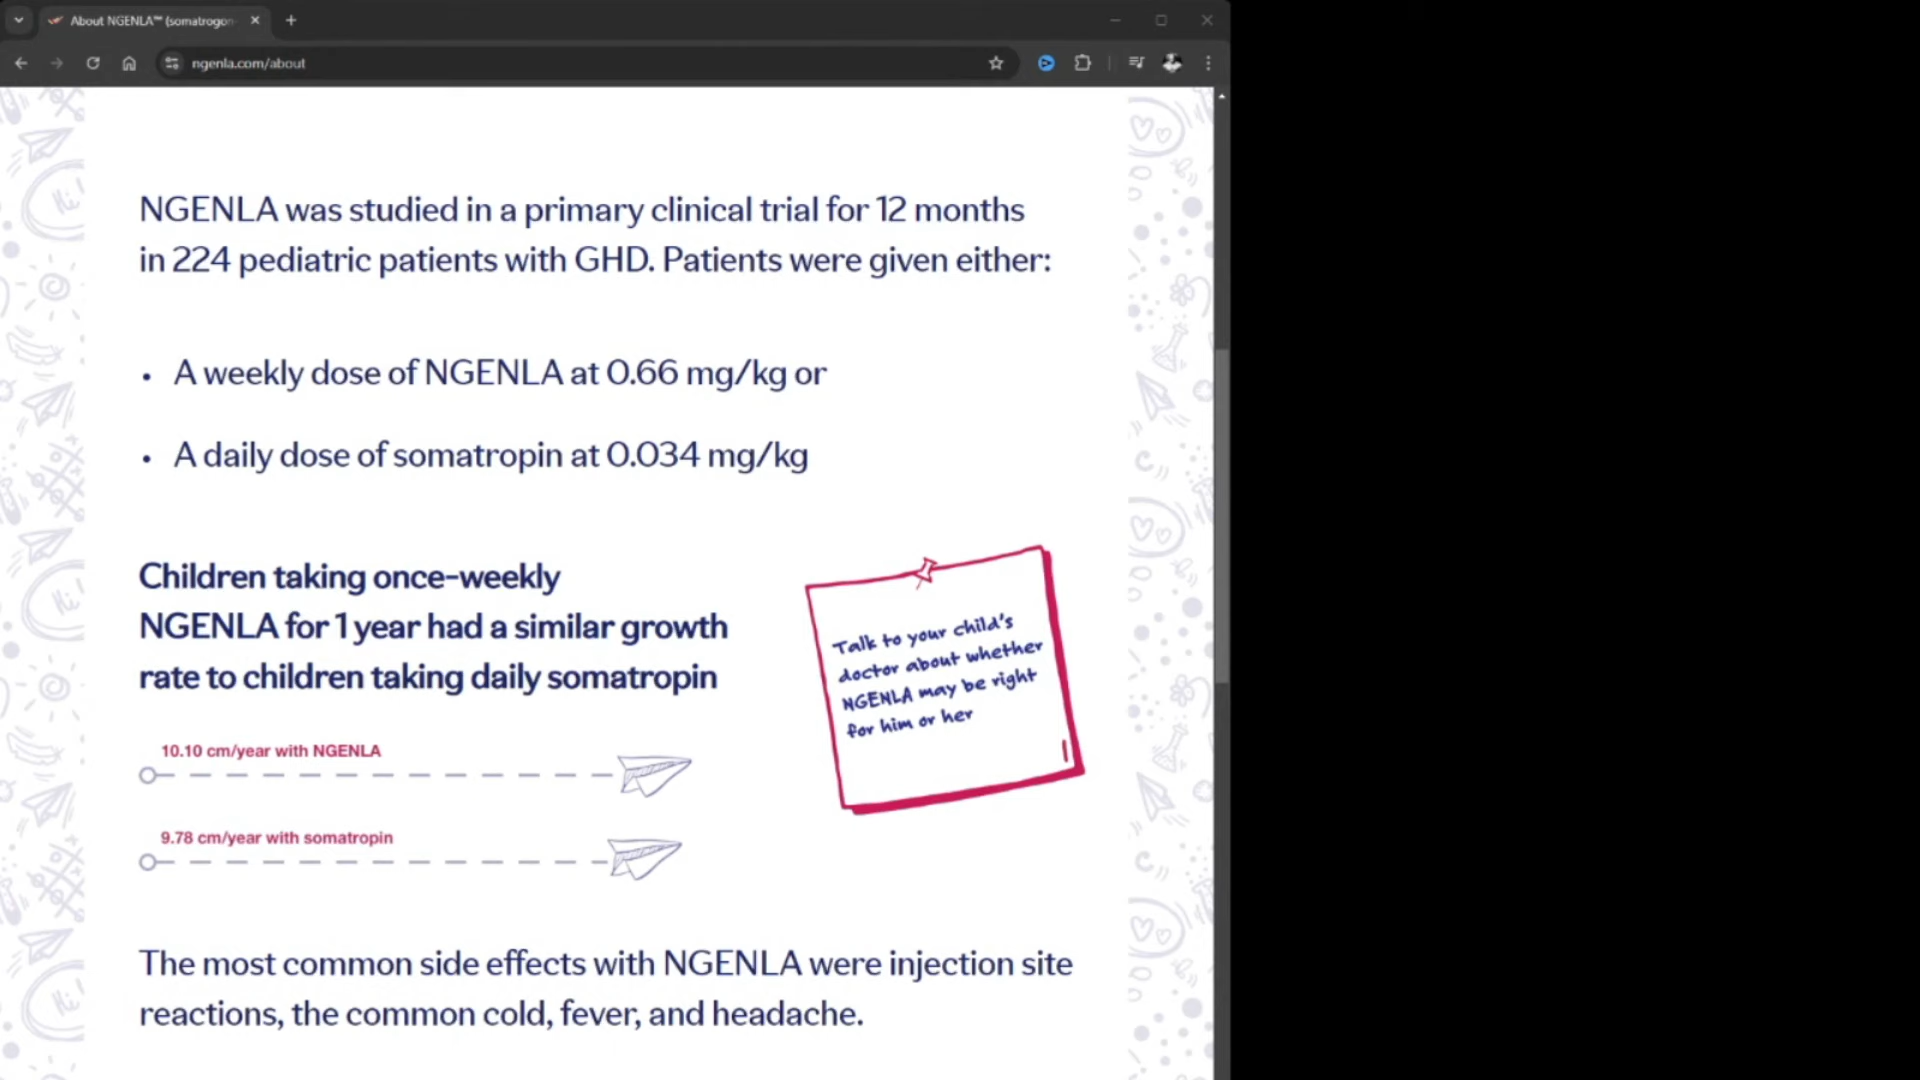 About NGENLA™ (somatrogon
ngenla.com/about
NGENLA was studied in a primary clinical trial for 12 months
in 224 pediatric patients with GHD. Patients were given either:
• A weekly dose of NGENLA at 0.66 mg/kg or
• A daily dose of somatropin at 0.034 mg/kg
Children taking once-weekly
NGENLA for 1 year had a similar growth
rate to children taking daily somatropin
10.10 cm/year with NGENLA
9.78 cm/year with somatropin
Talk to your child's
doctor about whether
NGENLA may be right
for him or her
The most common side effects with NGENLA were injection site
reactions, the common cold, fever, and headache.
Hi!
Hi!
Hi!